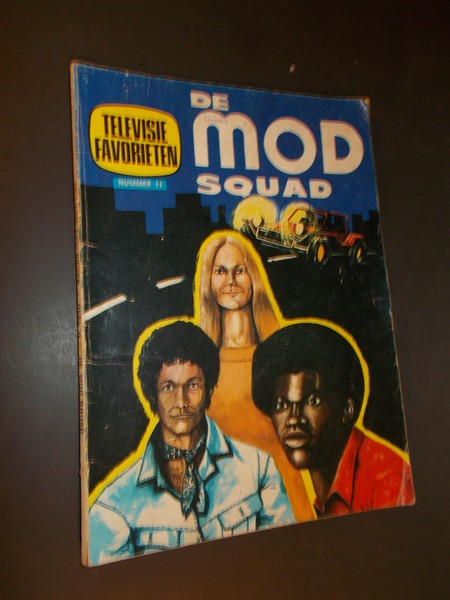 TELEVISIE
FAVORIETEN
NUMMER 11
DE
MOD
SQUAD